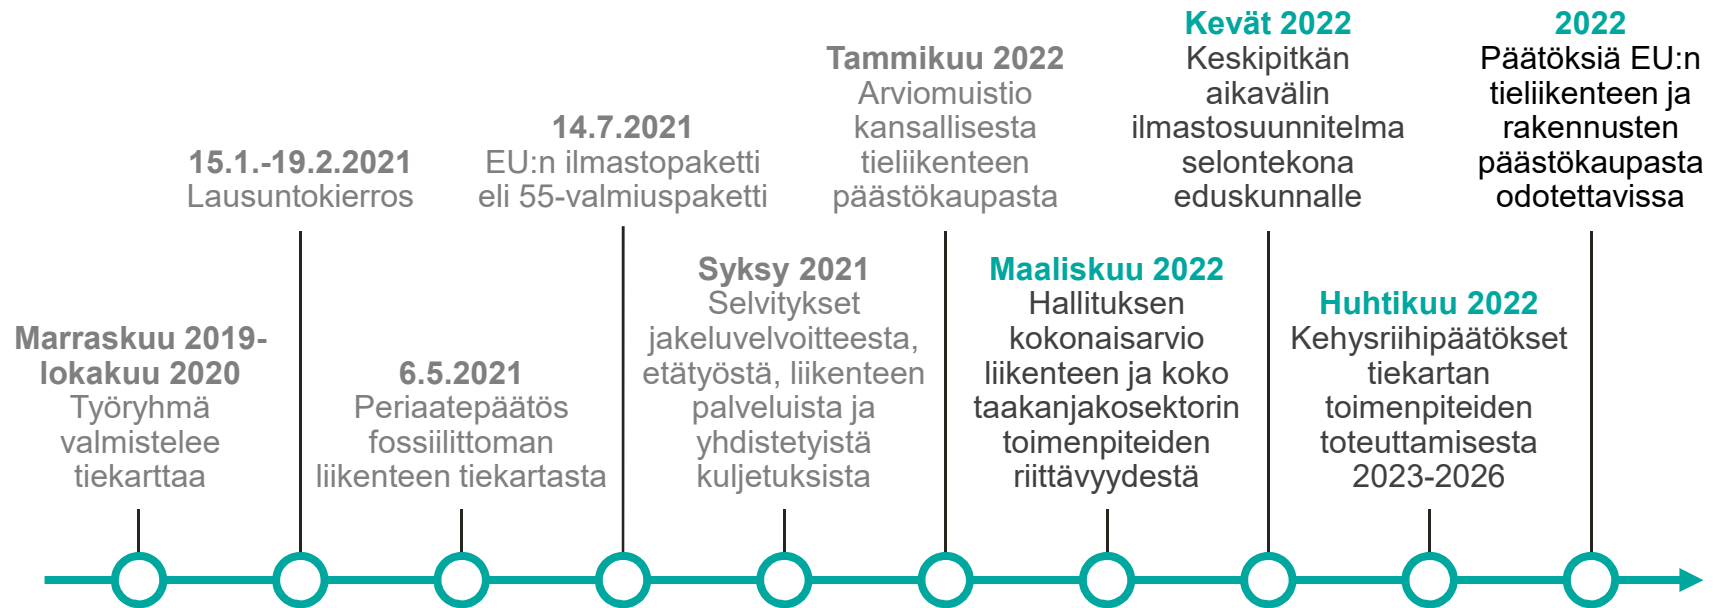 Marraskuu 2019-
lokakuu 2020
Työryhmä
valmistelee
tiekarttaa
15.1.-19.2.2021
Lausuntokierros
6.5.2021
Periaatepäätös
fossiilittoman
liikenteen tiekartasta
14.7.2021
EU:n ilmastopaketti
eli 55-valmiuspaketti
Syksy 2021
Selvitykset
jakeluvelvoitteesta,
etätyöstä, liikenteen
palveluista ja
yhdistetyistä
kuljetuksista
Tammikuu 2022
Arviomuistio
kansallisesta
tieliikenteen
päästökaupasta
Maaliskuu 2022
Hallituksen
kokonaisarvio
liikenteen ja koko
taakanjakosektorin
toimenpiteiden
riittävyydestä
Kevät 2022
Keskipitkän
aikavälin
ilmastosuunnitelma
selontekona
eduskunnalle
Huhtikuu 2022
Kehysriihipäätökset
tiekartan
toimenpiteiden
toteuttamisesta
2023-2026
2022
Päätöksiä EU:n
tieliikenteen ja
rakennusten
päästökaupasta
odotettavissa